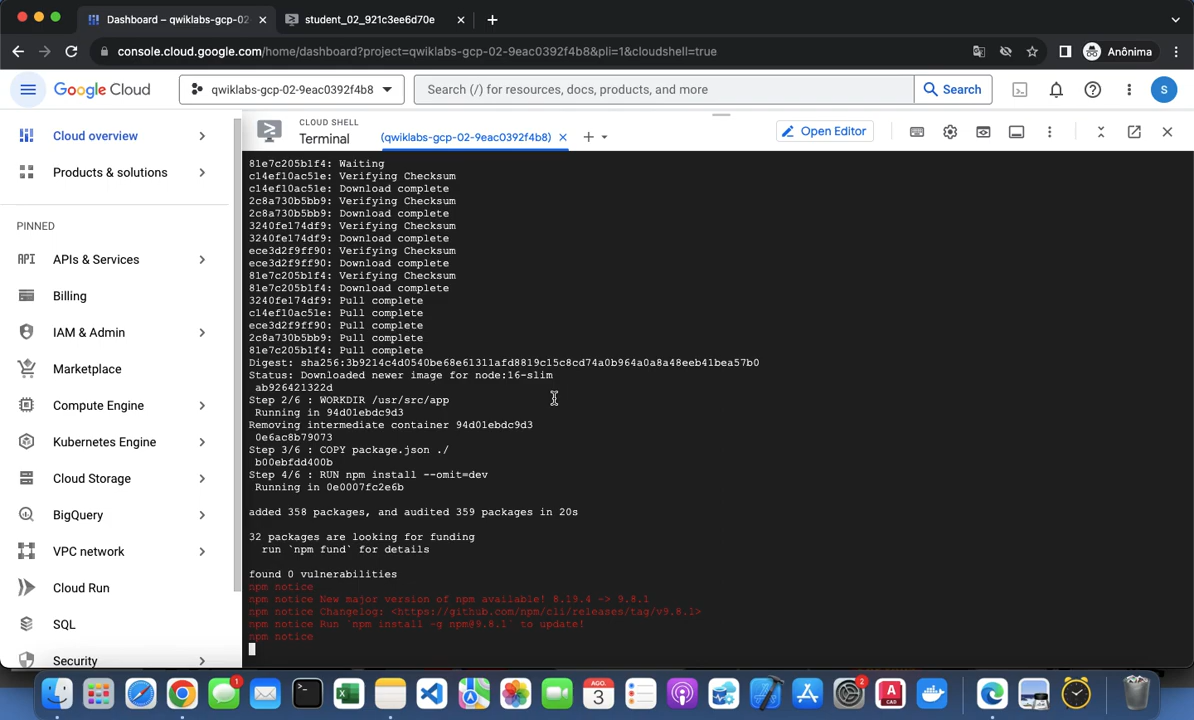 Dashboard – qwiklabs-gcp-02
student_02_921c3ee6d70e
console.cloud.google.com/home/dashboard?project=qwiklabs-gcp-02-9eac0392f4b8&pli=1&cloudshell=true
Anônima
Google Cloud
qwiklabs-gcp-02-9eac0392f4b8
Search (/) for resources, docs, products, and more
Search
S
Cloud overview
Products & solutions
PINNED
API APIs & Services
Billing
IAM & Admin
Marketplace
Compute Engine
Kubernetes Engine
Cloud Storage
BigQuery
VPC network
Cloud Run
SQL
Security
CLOUD SHELL
Terminal
(qwiklabs-gcp-02-9eac0392f4b8)
Open Editor
81e7c205b1f4: Waiting
c14ef10ac51e: Verifying Checksum
c14ef10ac51e: Download complete
2c8a730b5bb9: Verifying Checksum
2c8a730b5bb9: Download complete
3240fe174df9: Verifying Checksum
3240fe174df9: Download complete
ece3d2f9ff90: Verifying Checksum
ece3d2f9ff90: Download complete
81e7c205b1f4: Verifying Checksum
81e7c205b1f4: Download complete
3240fe174df9: Pull complete
c14ef10ac51e: Pull complete
ece3d2f9ff90: Pull complete
2c8a730b5bb9: Pull complete
81e7c205b1f4: Pull complete
Digest: sha256:3b9214c4d0540be68e61311afd8819c15c8cd74a0b964a0a8a48eeb41bea57b0
Status: Downloaded newer image for node:16-slim
ab926421322d
Step 2/6 : WORKDIR /usr/src/app
Running in 94d01ebdc9d3
Removing intermediate container 94d01ebdc9d3
0e6ac8b79073
Step 3/6 : COPY package.json ./
b00ebfdd400b
Step 4/6 : RUN npm install --omit=dev
Running in 0e0007fc2e6b
added 358 packages, and audited 359 packages in 20s
32 packages are looking for funding
run `npm fund` for details
found 0 vulnerabilities
npm notice
npm notice New major version of npm available! 8.19.4 -> 9.8.1
npm notice Changelog: <https://github.com/npm/cli/releases/tag/v9.8.1>
npm notice Run `npm install -g npm@9.8.1` to update!
npm notice
1
AGO.
3
2